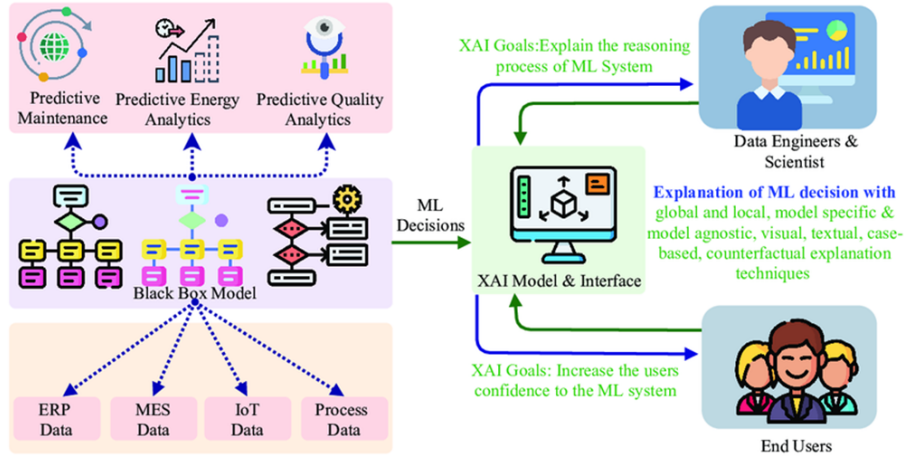 Predictive
Maintenance
Predictive Energy
Analytics
Predictive Quality
Analytics
Black Box Model
ERP
Data
MES
Data
IoT
Data
Process
Data
ML
Decisions
XAI Goals:Explain the reasoning
process of ML System
XAI Model & Interface
XAI Goals: Increase the users
confidence to the ML system
Data Engineers &
Scientist
Explanation of ML decision with
global and local, model specific &
model agnostic, visual, textual, case-
based, counterfactual explanation
techniques
End Users